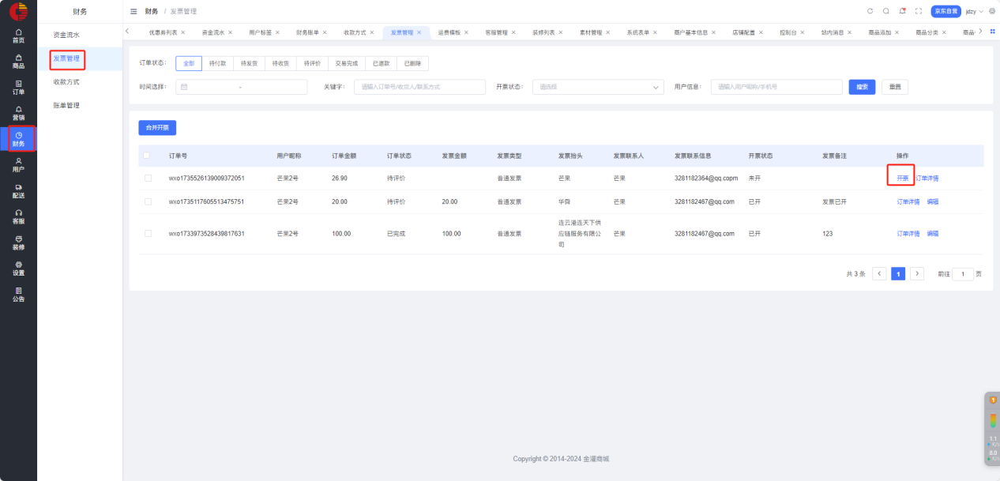 财务
财务 / 发票管理
京东自营 jdzy
首页
商品
订单
营销
财务
用户
配送
客服
装修
设置
公告
资金流水
发票管理
收款方式
账单管理
优惠劵列表 × 资金流水 × 用户标签 × 财务账单 × 收款方式 × 发票管理 × 运费模板 × 客服管理 × 装修列表 × 素材管理 × 系统表单 × 商户基本信息 × 店铺配置 × 控制台 × 站内消息 × 商品添加 × 商品分类 × 商品
订单状态: 全部 待付款 待发货 待收货 待评价 交易完成 已退款 已删除
时间选择: - 关键字: 请输入订单号/收货人/联系方式 开票状态: 请选择 用户信息: 请输入用户昵称/手机号 搜索 重置
合并开票
订单号 用户昵称 订单金额 订单状态 发票金额 发票类型 发票抬头 发票联系人 发票联系信息 开票状态 发票备注 操作
wxo1735526139009372051 芒果2号 26.90 待评价 普通发票 芒果 芒果 3281182364@qq.copm 未开 开票 订单详情
wxo1735117605513475751 芒果2号 20.00 待评价 20.00 普通发票 华舜 芒果 3281182467@qq.com 已开 发票已开 订单详情 编辑
wxo1733973528439817631 芒果2号 100.00 已完成 100.00 普通发票 连云港连天下供应链服务有限公司 芒果 3281182467@qq.com 已开 123 订单详情 编辑
共 3 条 1 前往 1 页
Copyright © 2014-2024 金灌商城